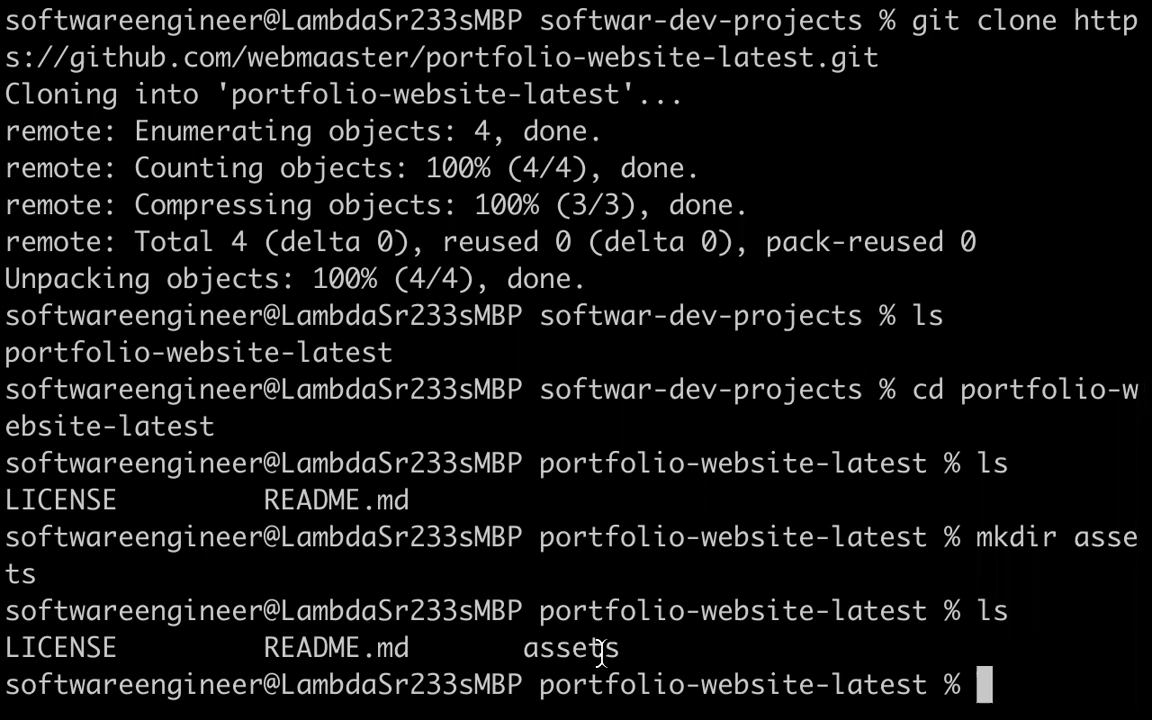 softwareengineer@LambdaSr233sMBP softwar-dev-projects % git clone http
s://github.com/webmaaster/portfolio-website-latest.git
Cloning into 'portfolio-website-latest'...
remote: Enumerating objects: 4, done.
remote: Counting objects: 100% (4/4), done.
remote: Compressing objects: 100% (3/3), done.
remote: Total 4 (delta 0), reused 0 (delta 0), pack-reused 0
Unpacking objects: 100% (4/4), done.
softwareengineer@LambdaSr233sMBP softwar-dev-projects % ls
portfolio-website-latest
softwareengineer@LambdaSr233sMBP softwar-dev-projects % cd portfolio-w
ebsite-latest
softwareengineer@LambdaSr233sMBP portfolio-website-latest % ls
LICENSE         README.md
softwareengineer@LambdaSr233sMBP portfolio-website-latest % mkdir asse
ts
softwareengineer@LambdaSr233sMBP portfolio-website-latest % ls
LICENSE         README.md       assets
softwareengineer@LambdaSr233sMBP portfolio-website-latest %